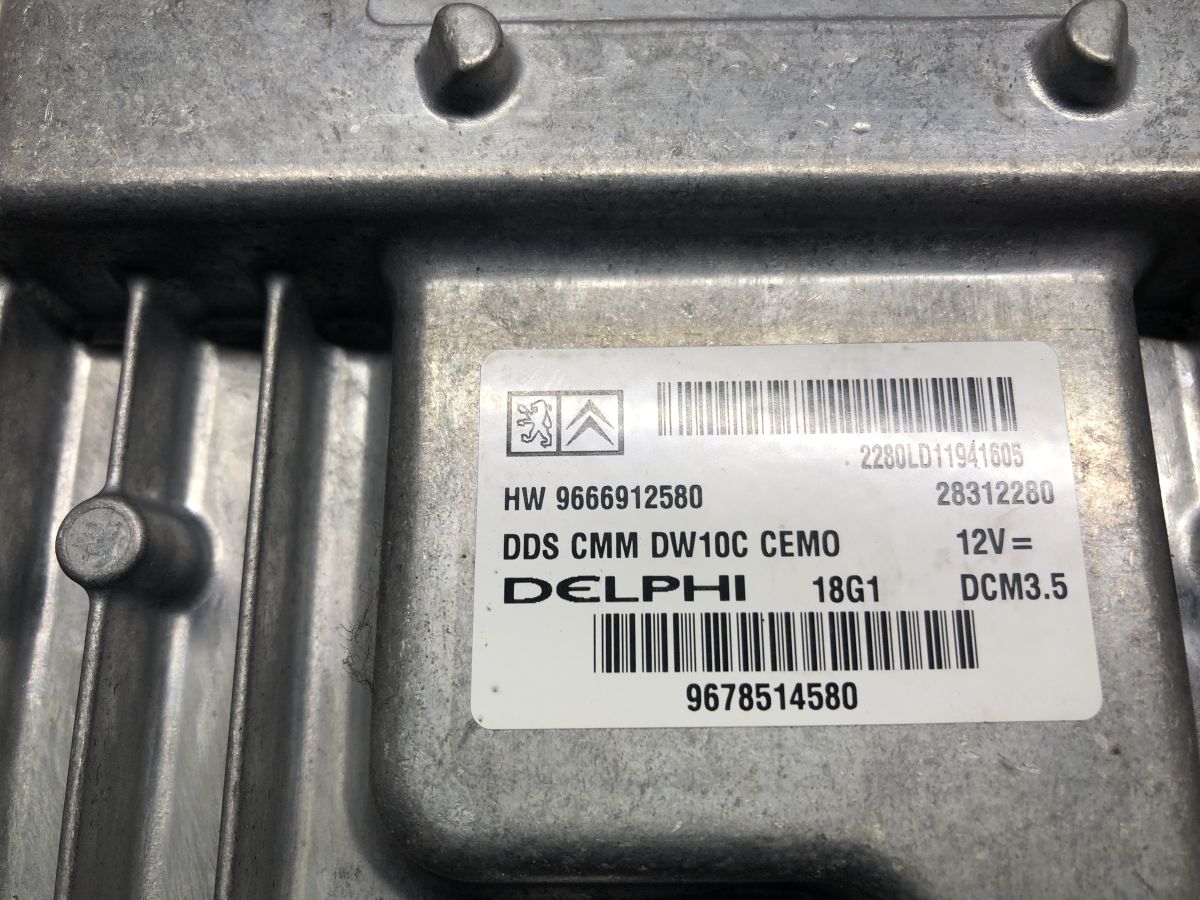 2280LD11941605
HW 9666912580 28312280
DDS CMM DW10C CEMO 12V=
DELPHI 18G1 DCM3.5
9678514580